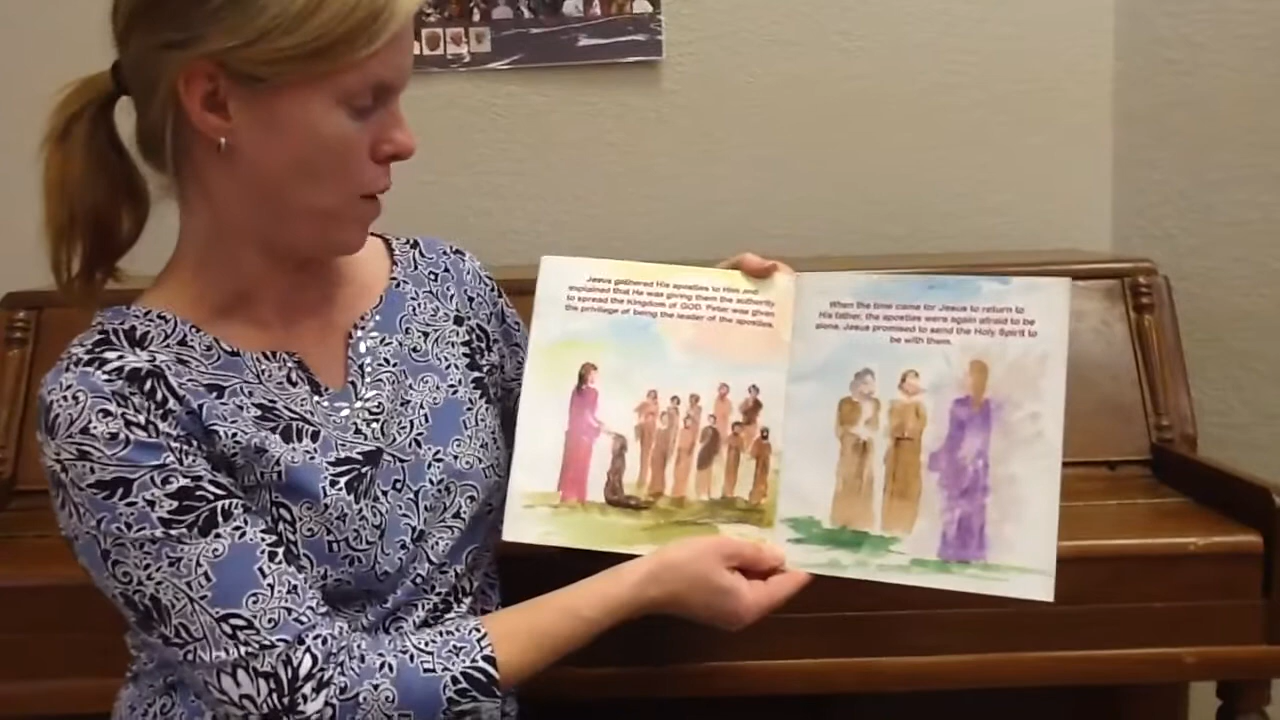 Jesus gathered His apostles to Him and
explained that He was giving them the authority
to spread the Kingdom of GOD. Peter was given
the privilege of being the leader of the apostles.
When the time came for Jesus to return to
His father, the apostles were again afraid to be
alone. Jesus promised to send the Holy Spirit to
be with them.